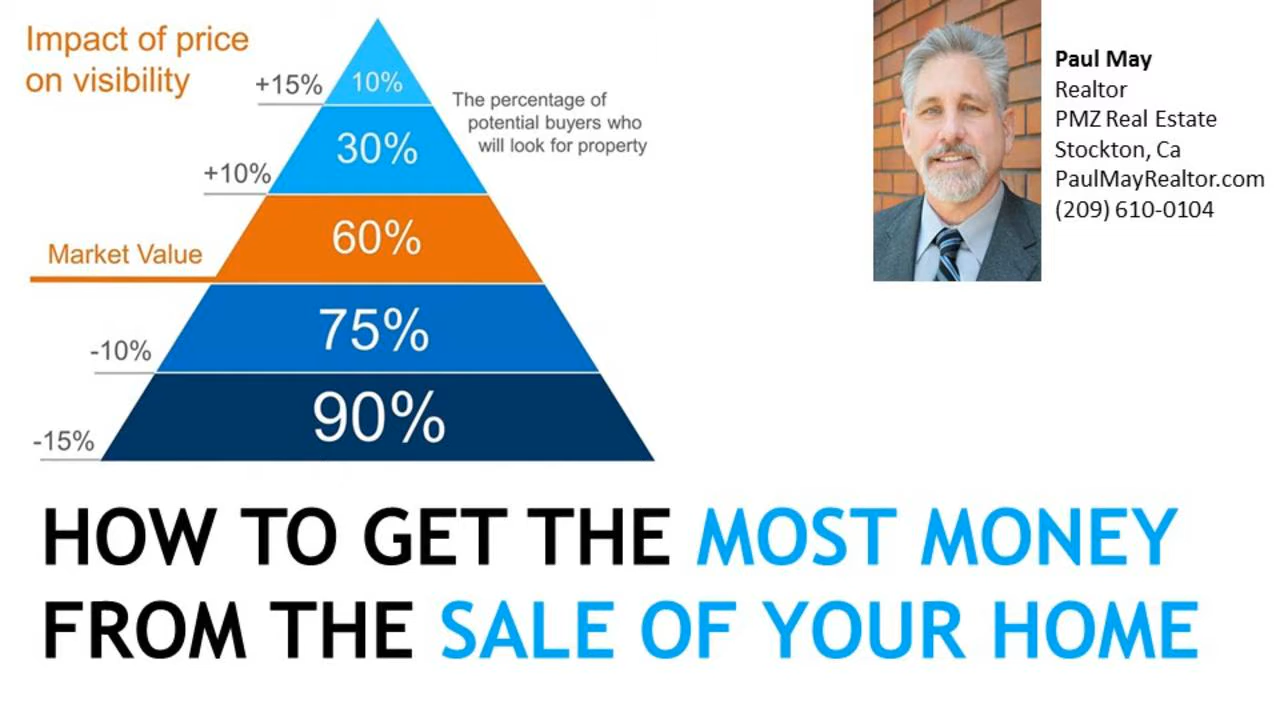 Impact of price
on visibility
+15%
10%
The percentage of
potential buyers who
will look for property
+10%
30%
Market Value
60%
-10%
75%
-15%
90%
Paul May
Realtor
PMZ Real Estate
Stockton, Ca
PaulMayRealtor.com
(209) 610-0104
HOW TO GET THE MOST MONEY
FROM THE SALE OF YOUR HOME